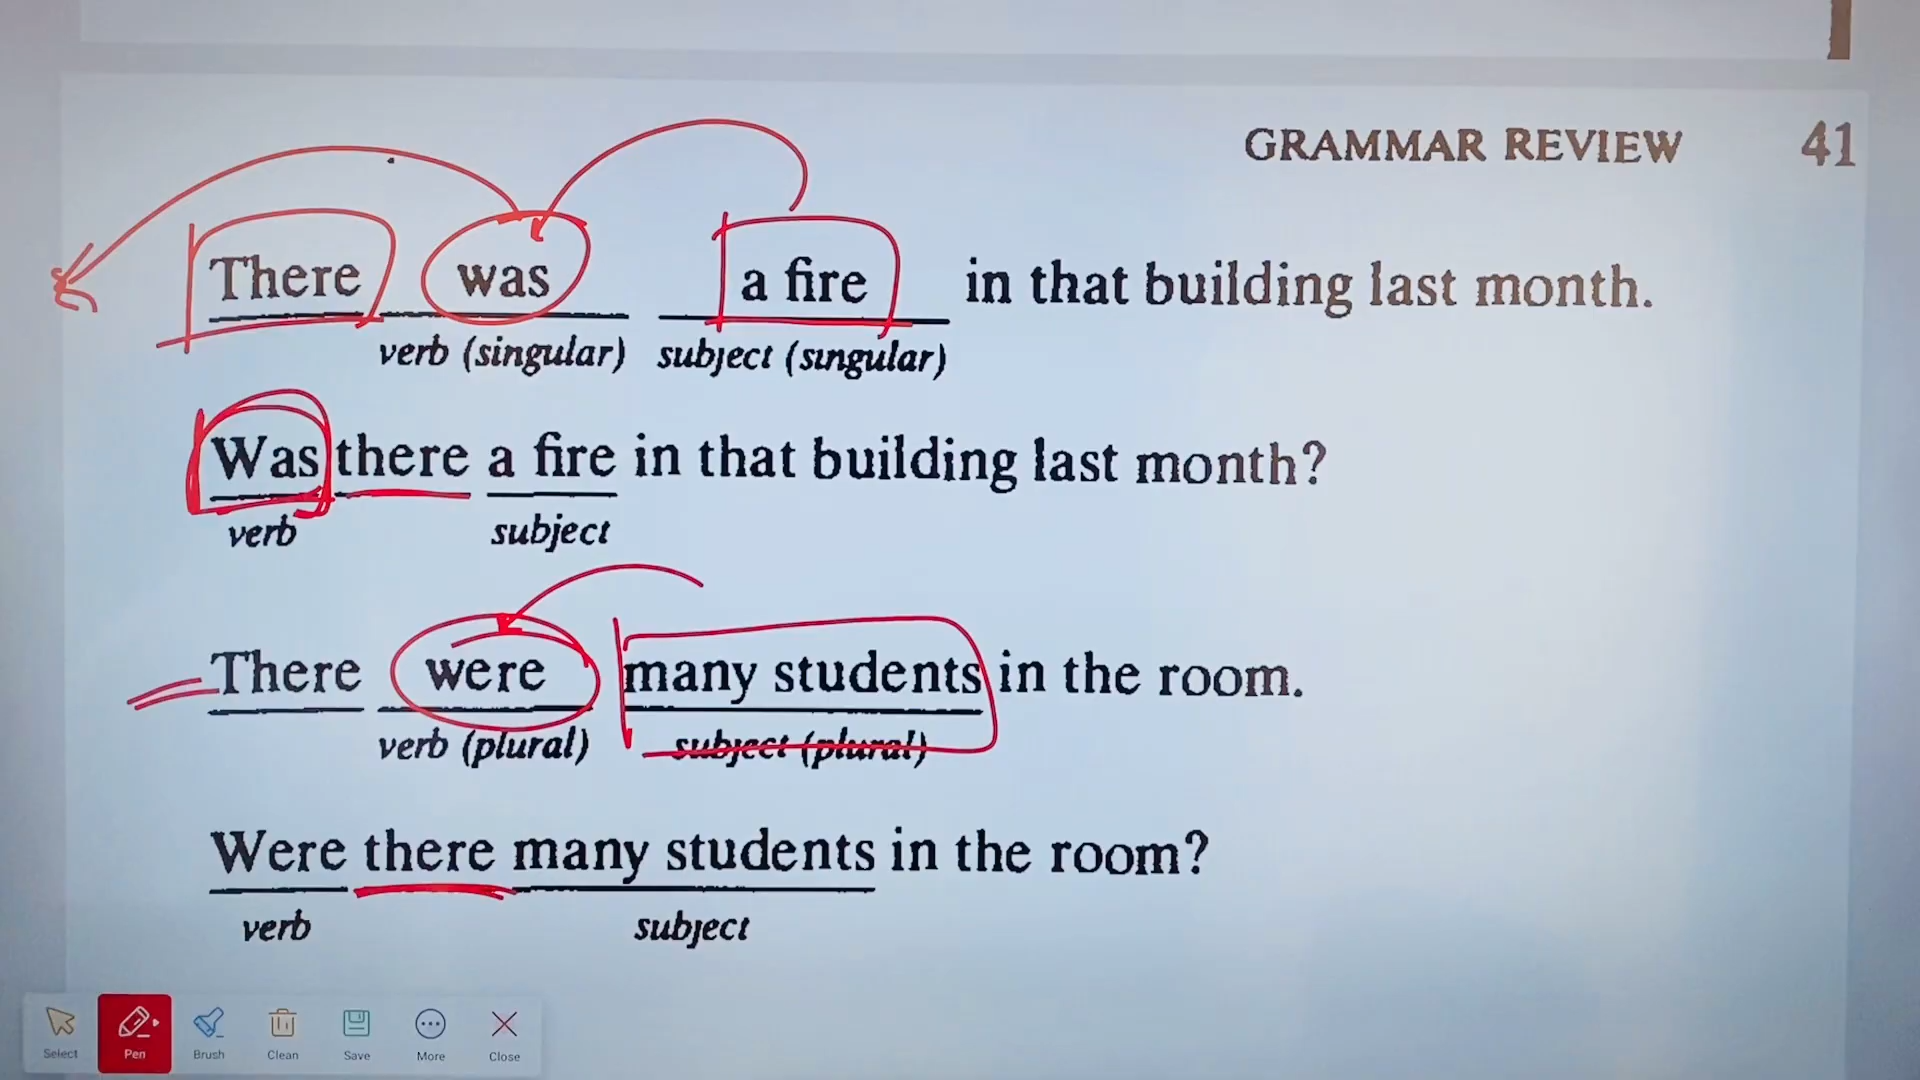 GRAMMAR REVIEW 41
There was a fire in that building last month.
verb (singular) subject (singular)
Was there a fire in that building last month?
verb subject
There were many students in the room.
verb (plural) subject (plural)
Were there many students in the room?
verb subject
Select Pen Brush Clean Save More Close